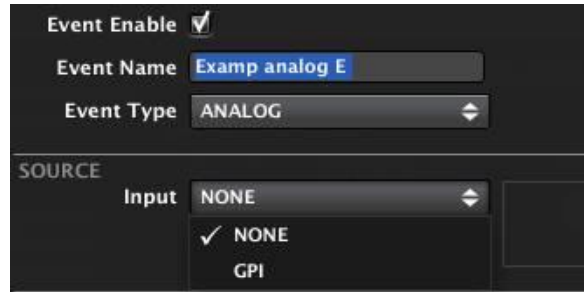 Event Enable
Event Name Examp analog E
Event Type ANALOG
SOURCE
Input NONE
NONE
GPI